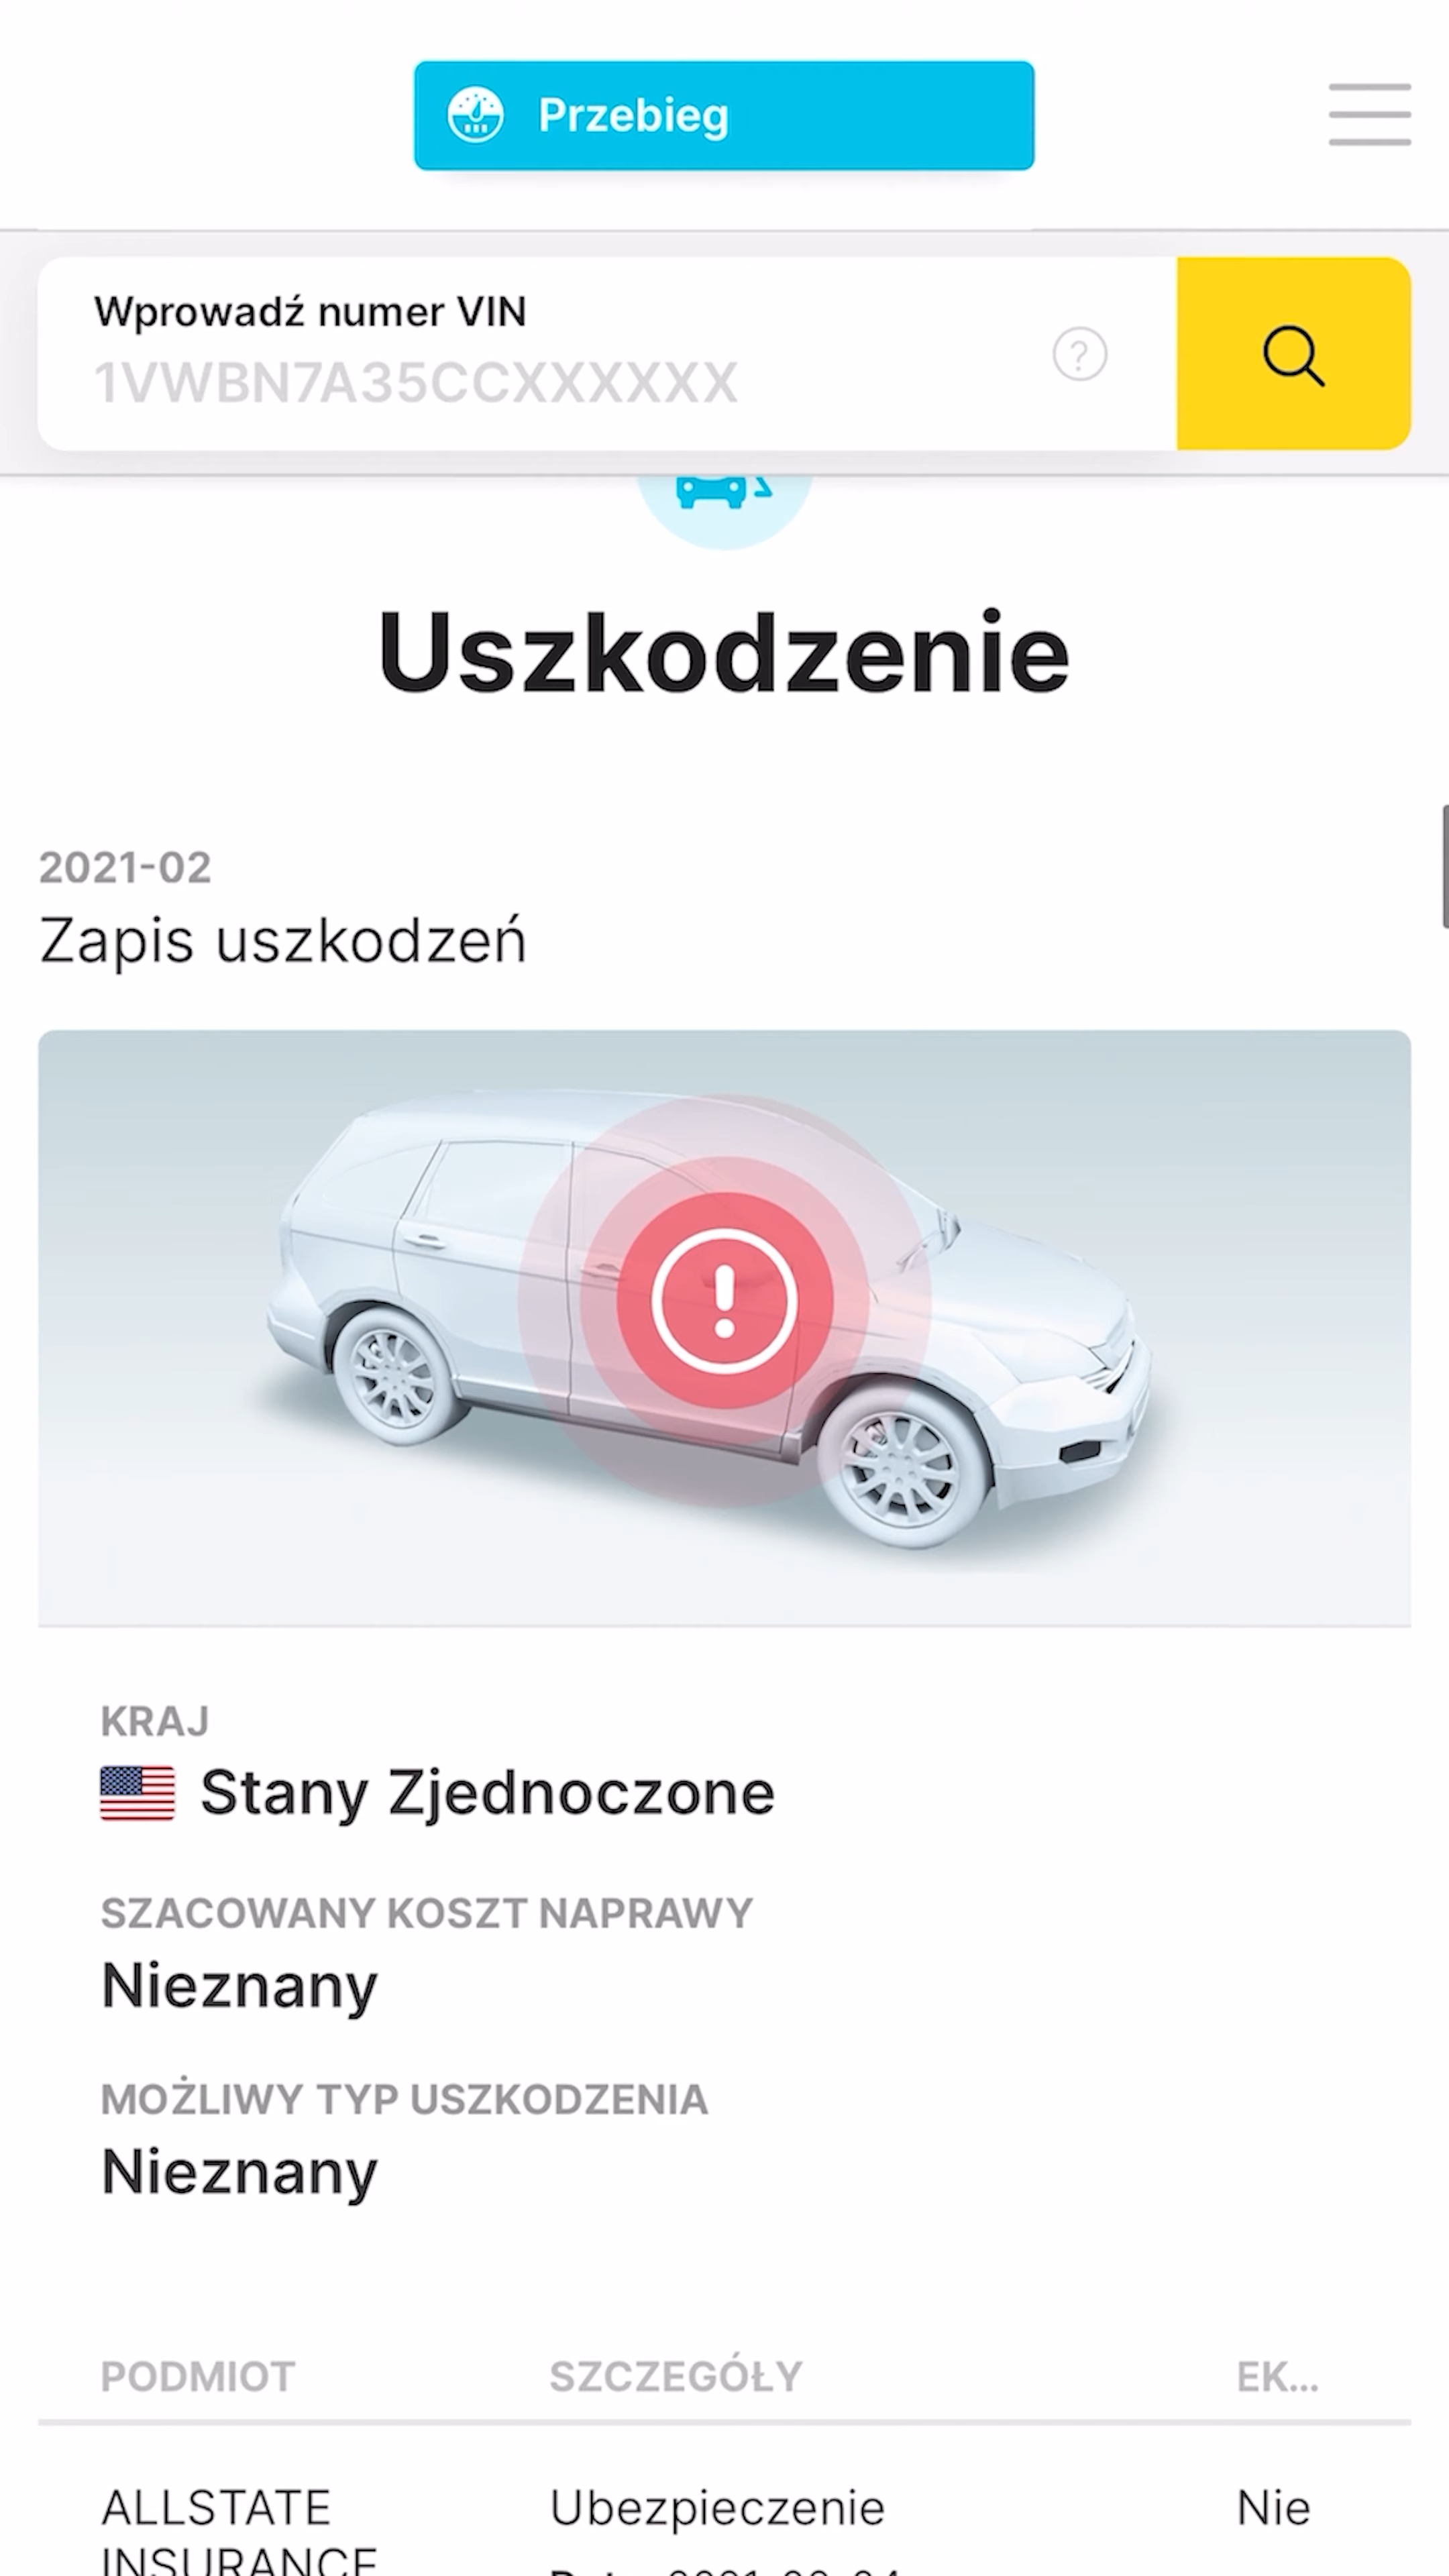 Przebieg
Wprowadź numer VIN
1VWBN7A35CCXXXXXX
Uszkodzenie
2021-02
Zapis uszkodzeń
KRAJ
Stany Zjednoczone
SZACOWANY KOSZT NAPRAWY
Nieznany
MOŻLIWY TYP USZKODZENIA
Nieznany
PODMIOT SZCZEGÓŁY EK...
ALLSTATE Ubezpieczenie Nie
INSURANCE